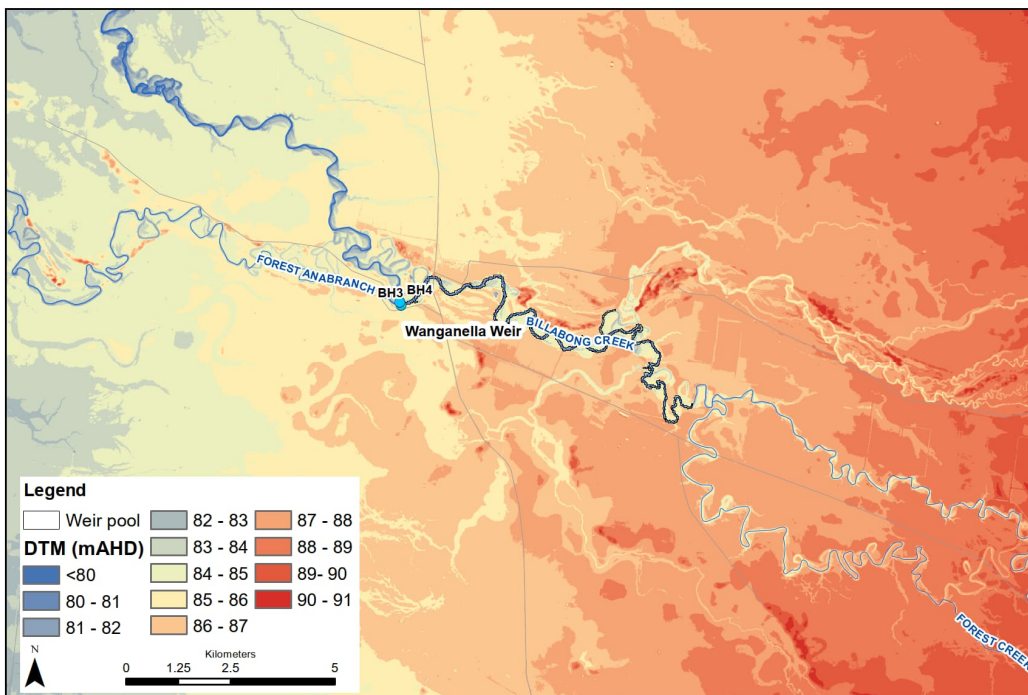 FOREST ANABRANCH
BH3 BH4
Wanganella Weir
BILLABONG CREEK
FOREST CREEK
Legend
Weir pool
DTM (mAHD)
<80
80 - 81
81 - 82
82 - 83
83 - 84
84 - 85
85 - 86
86 - 87
87 - 88
88 - 89
89- 90
90 - 91
N
Kilometers
0 1.25 2.5 5